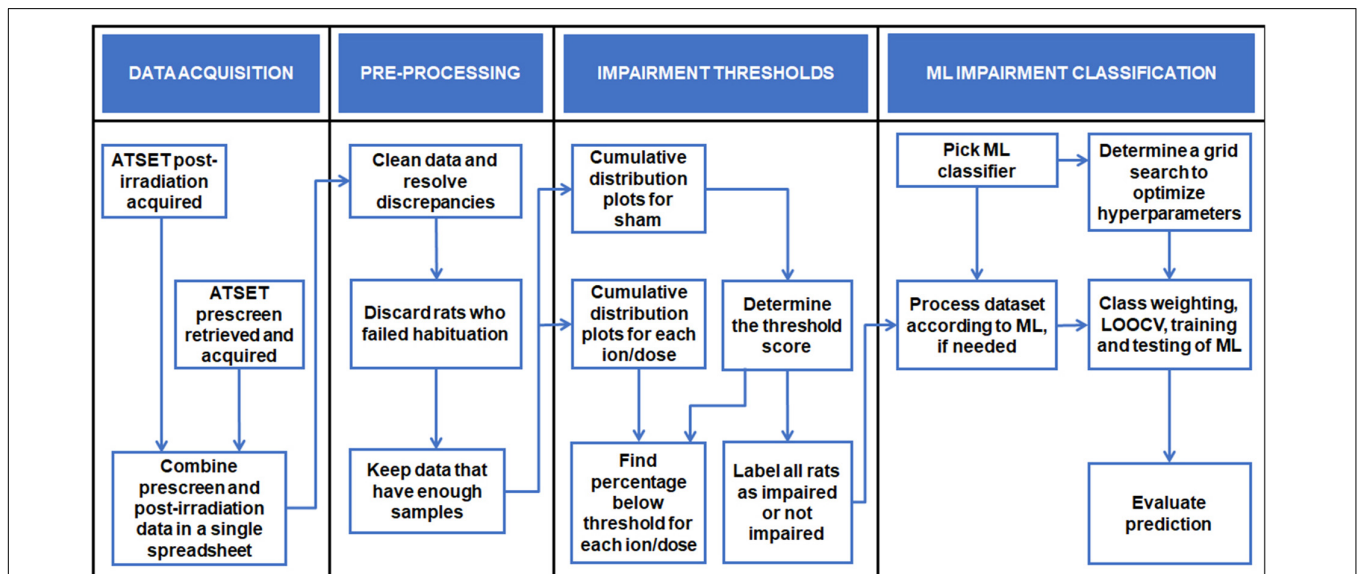 DATA ACQUISITION
PRE-PROCESSING
IMPAIRMENT THRESHOLDS
ML IMPAIRMENT CLASSIFICATION
ATSET post-
irradiation
acquired
ATSET
prescreen
retrieved and
acquired
Combine
prescreen and
post-irradiation
data in a single
spreadsheet
Clean data and
resolve
discrepancies
Discard rats who
failed habituation
Keep data that
have enough
samples
Cumulative
distribution
plots for
sham
Cumulative
distribution
plots for each
ion/dose
Determine
the threshold
score
Find
percentage
below
threshold for
each ion/dose
Label all rats
as impaired
or not
impaired
Pick ML
classifier
Determine a grid
search to
optimize
hyperparameters
Process dataset
according to ML,
if needed
Class weighting,
LOOCV, training
and testing of ML
Evaluate
prediction